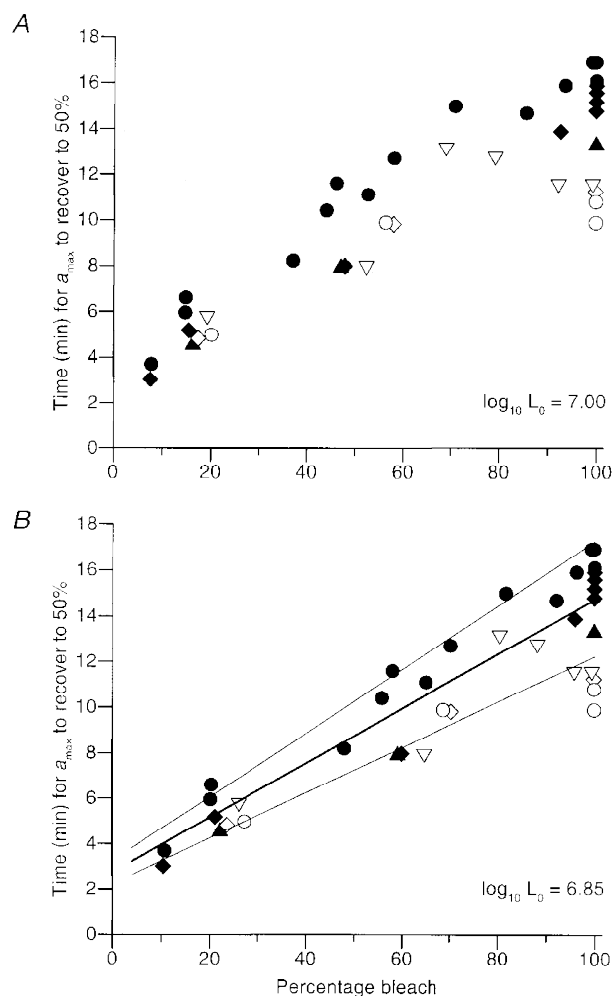 A
Time (min) for a_max to recover to 50%
18
16
14
12
10
8
6
4
2
0
0 20 40 60 80 100
log₁₀ L₀ = 7.00
B
Time (min) for a_max to recover to 50%
18
16
14
12
10
8
6
4
2
0
0 20 40 60 80 100
log₁₀ L₀ = 6.85
Percentage bleach